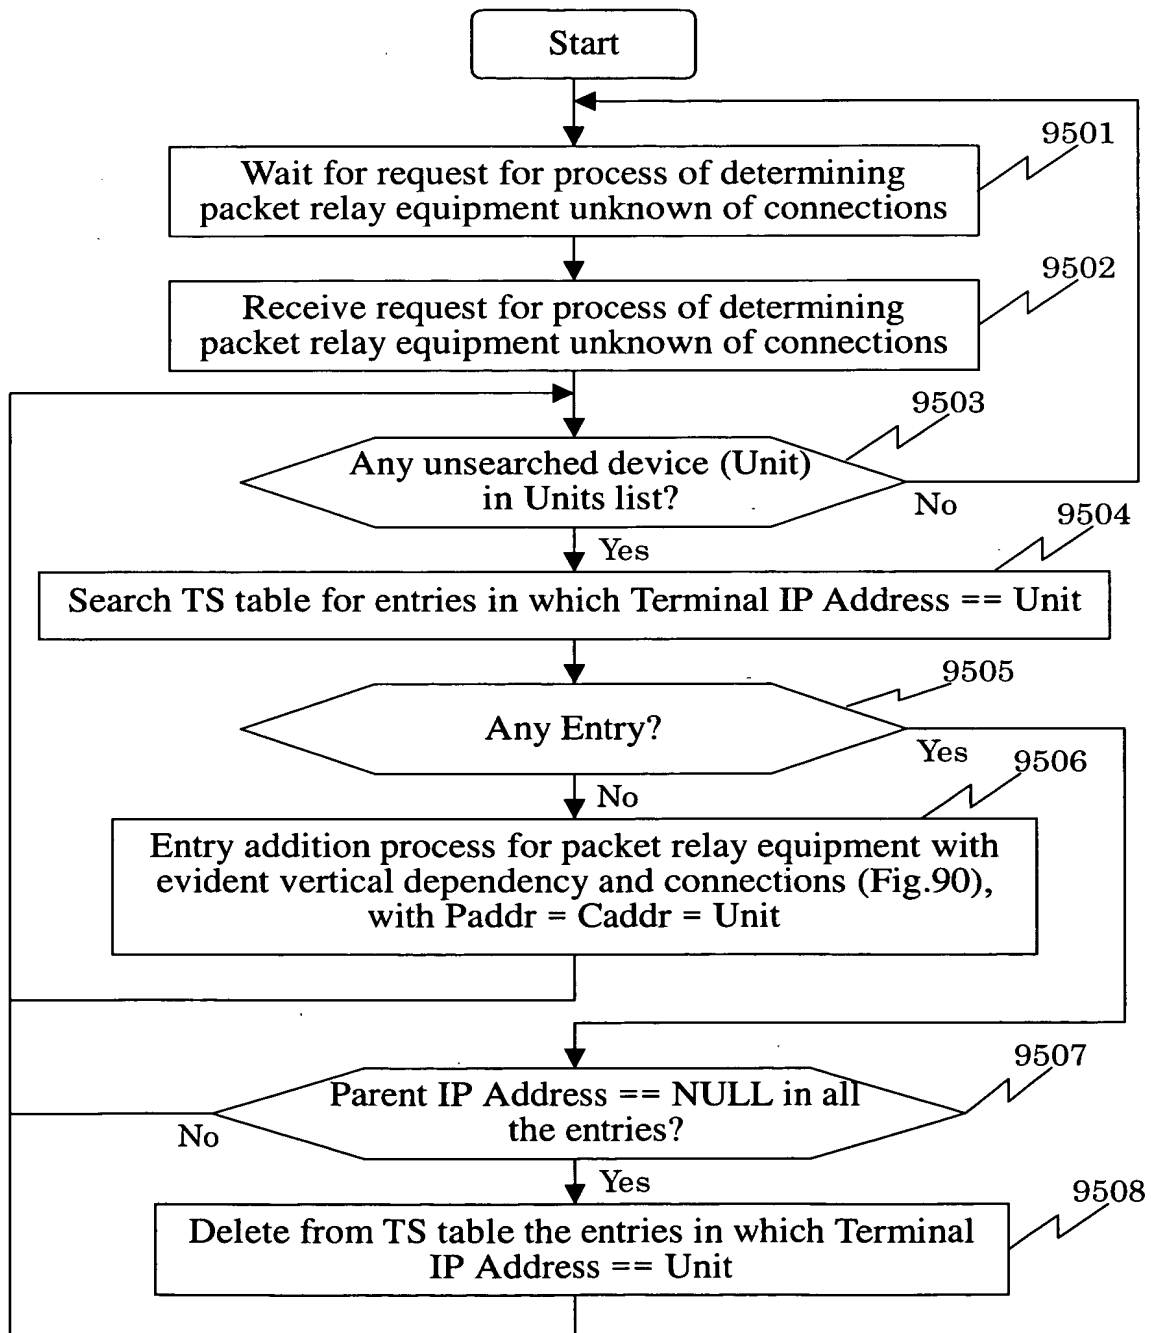 Start
9501
Wait for request for process of determining
packet relay equipment unknown of connections
9502
Receive request for process of determining
packet relay equipment unknown of connections
9503
Any unsearched device (Unit)
in Units list?
No
9504
Yes
Search TS table for entries in which Terminal IP Address == Unit
9505
Any Entry?
Yes
9506
No
Entry addition process for packet relay equipment with
evident vertical dependency and connections (Fig.90),
with Paddr = Caddr = Unit
9507
Parent IP Address == NULL in all
the entries?
No
Yes
9508
Delete from TS table the entries in which Terminal
IP Address == Unit